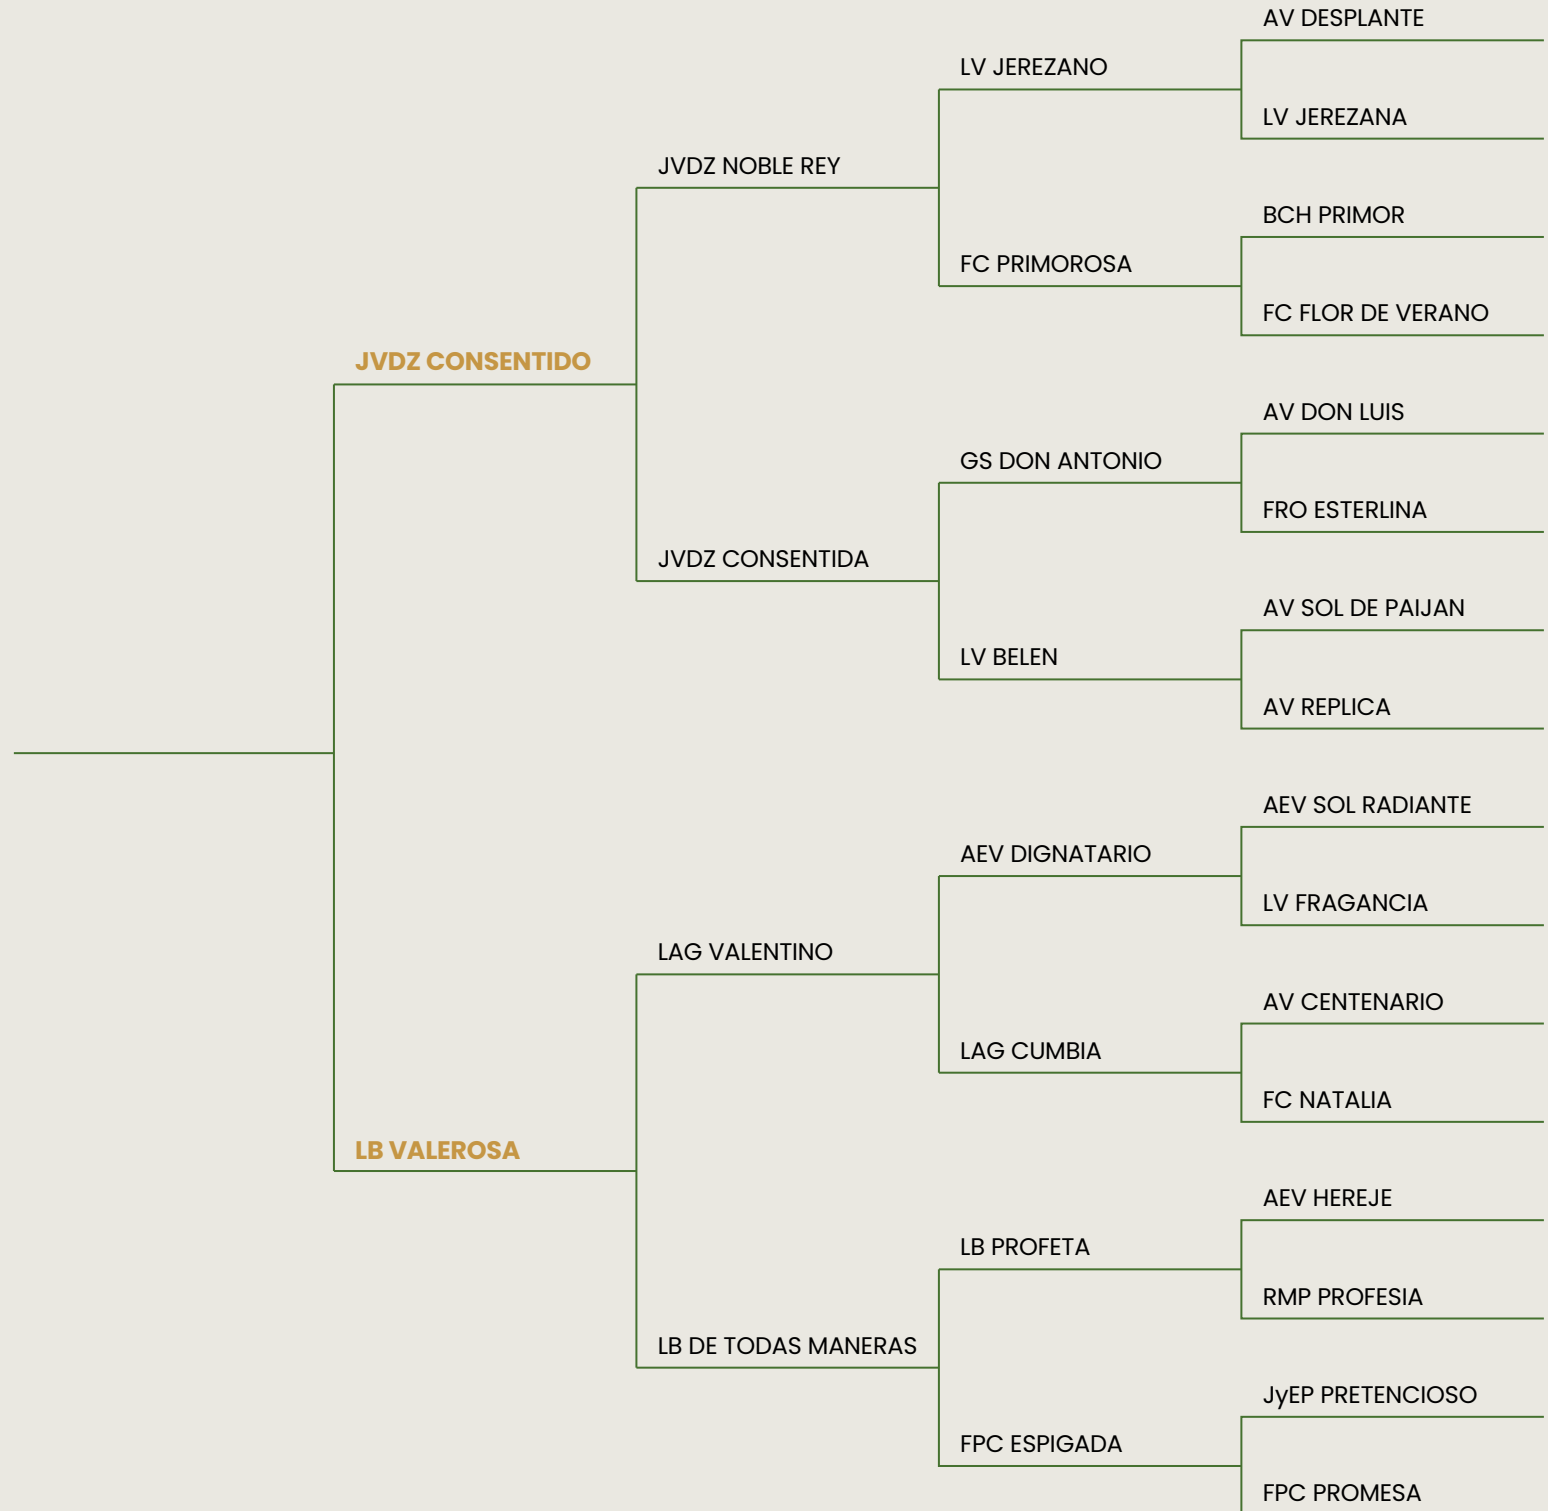 AV DESPLANTE
LV JEREZANO
LV JEREZANA
JVDZ NOBLE REY
BCH PRIMOR
FC PRIMOROSA
FC FLOR DE VERANO
JVDZ CONSENTIDO
AV DON LUIS
GS DON ANTONIO
FRO ESTERLINA
JVDZ CONSENTIDA
AV SOL DE PAIJAN
LV BELEN
AV REPLICA
AEV SOL RADIANTE
AEV DIGNATARIO
LV FRAGANCIA
LAG VALENTINO
AV CENTENARIO
LAG CUMBIA
FC NATALIA
LB VALEROSA
AEV HEREJE
LB PROFETA
RMP PROFESIA
LB DE TODAS MANERAS
JyEP PRETENCIOSO
FPC ESPIGADA
FPC PROMESA